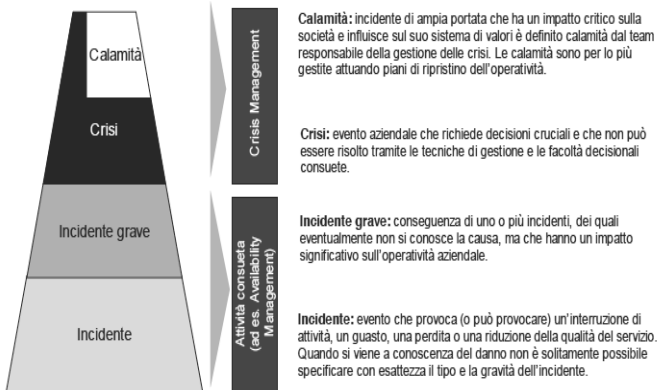 Calamità
Crisi
Incidente grave
Incidente
Crisis Management
Attività consueta
(ad es. Availability
Management)
Calamità: incidente di ampia portata che ha un impatto critico sulla
società e influisce sul suo sistema di valori è definito calamità dal team
responsabile della gestione delle crisi. Le calamità sono per lo più
gestite attuando piani di ripristino dell'operatività.
Crisi: evento aziendale che richiede decisioni cruciali e che non può
essere risolto tramite le tecniche di gestione e le facoltà decisionali
consuete.
Incidente grave: conseguenza di uno o più incidenti, dei quali
eventualmente non si conosce la causa, ma che hanno un impatto
significativo sull'operatività aziendale.
Incidente: evento che provoca (o può provocare) un'interruzione di
attività, un guasto, una perdita o una riduzione della qualità del servizio.
Quando si viene a conoscenza del danno non è solitamente possibile
specificare con esattezza il tipo e la gravità dell'incidente.